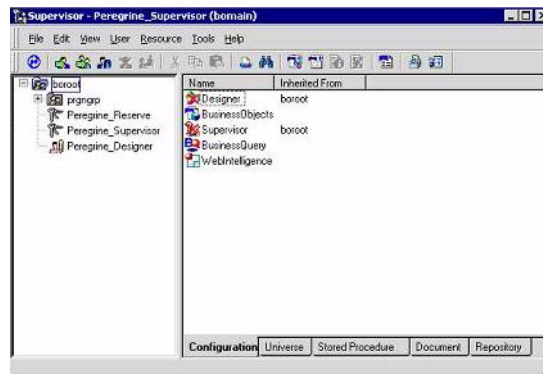 Supervisor - Peregrine_Supervisor (bomain)
File Edit View User Resource Tools Help
boroot
prgngrp
Peregrine_Reserve
Peregrine_Supervisor
Peregrine_Designer
Name Inherited From
Designer boroot
BusinessObjects
Supervisor boroot
BusinessQuery
WebIntelligence
Configuration Universe Stored Procedure Document Repository